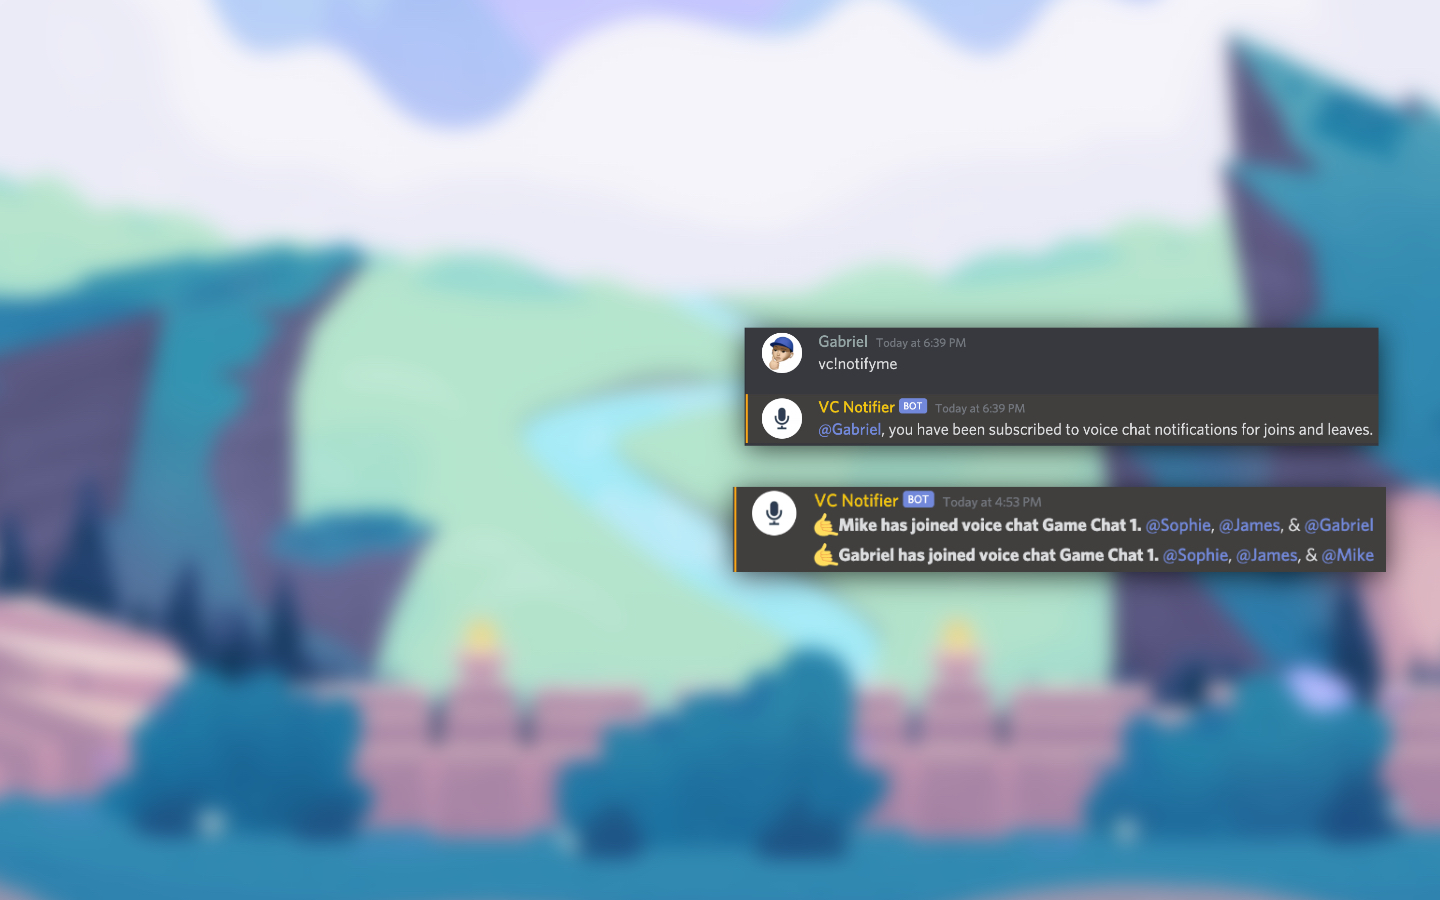 Gabriel Today at 6:39 PM
vc!notifyme
VC Notifier BOT Today at 6:39 PM
@Gabriel, you have been subscribed to voice chat notifications for joins and leaves.
VC Notifier BOT Today at 4:53 PM
🤙Mike has joined voice chat Game Chat 1. @Sophie, @James, & @Gabriel
🤙Gabriel has joined voice chat Game Chat 1. @Sophie, @James, & @Mike